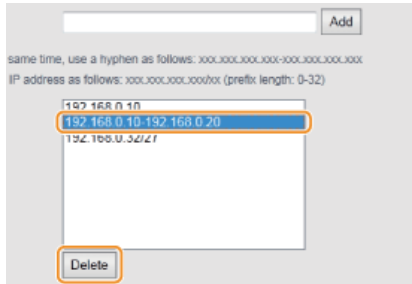 Add
same time, use a hyphen as follows: xxx.xxx.xxx.xxx-xxx.xxx.xxx.xxx
IP address as follows: xxx.xxx.xxx.xxx/xx (prefix length: 0-32)
192.168.0.10
192.168.0.10-192.168.0.20
192.168.0.32/27
Delete